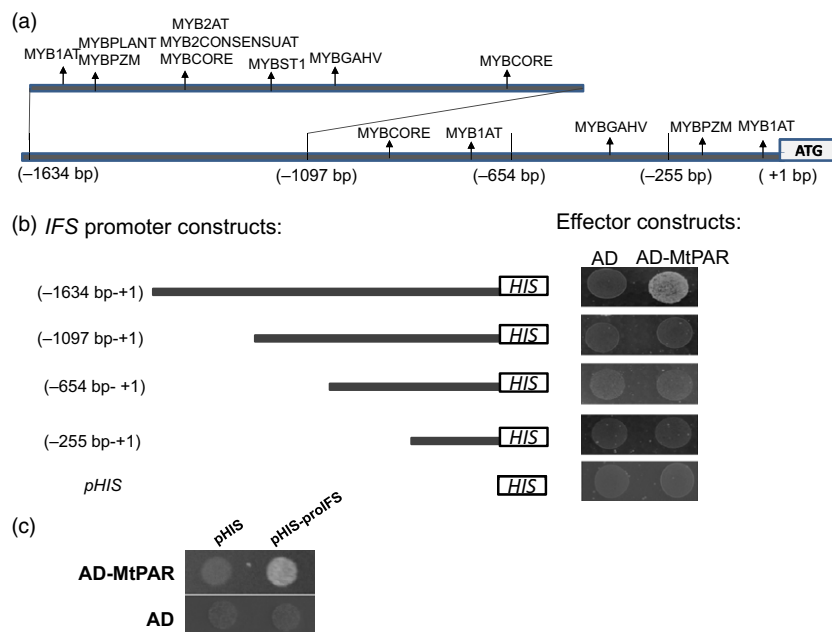 (a)
MYB2AT
MYBPLANT MYB2CONSENSUAT
MYB1AT MYBPZM MYBCORE MYBST1 MYBGAHV MYBCORE
MYBCORE MYB1AT MYBGAHV MYBPZM MYB1AT
ATG
(–1634 bp) (–1097 bp) (–654 bp) (–255 bp) ( +1 bp)
(b) IFS promoter constructs: Effector constructs:
AD AD-MtPAR
(–1634 bp-+1) HIS
(–1097 bp-+1) HIS
(–654 bp- +1) HIS
(–255 bp-+1) HIS
pHIS HIS
(c)
pHIS pHIS-proIFS
AD-MtPAR
AD